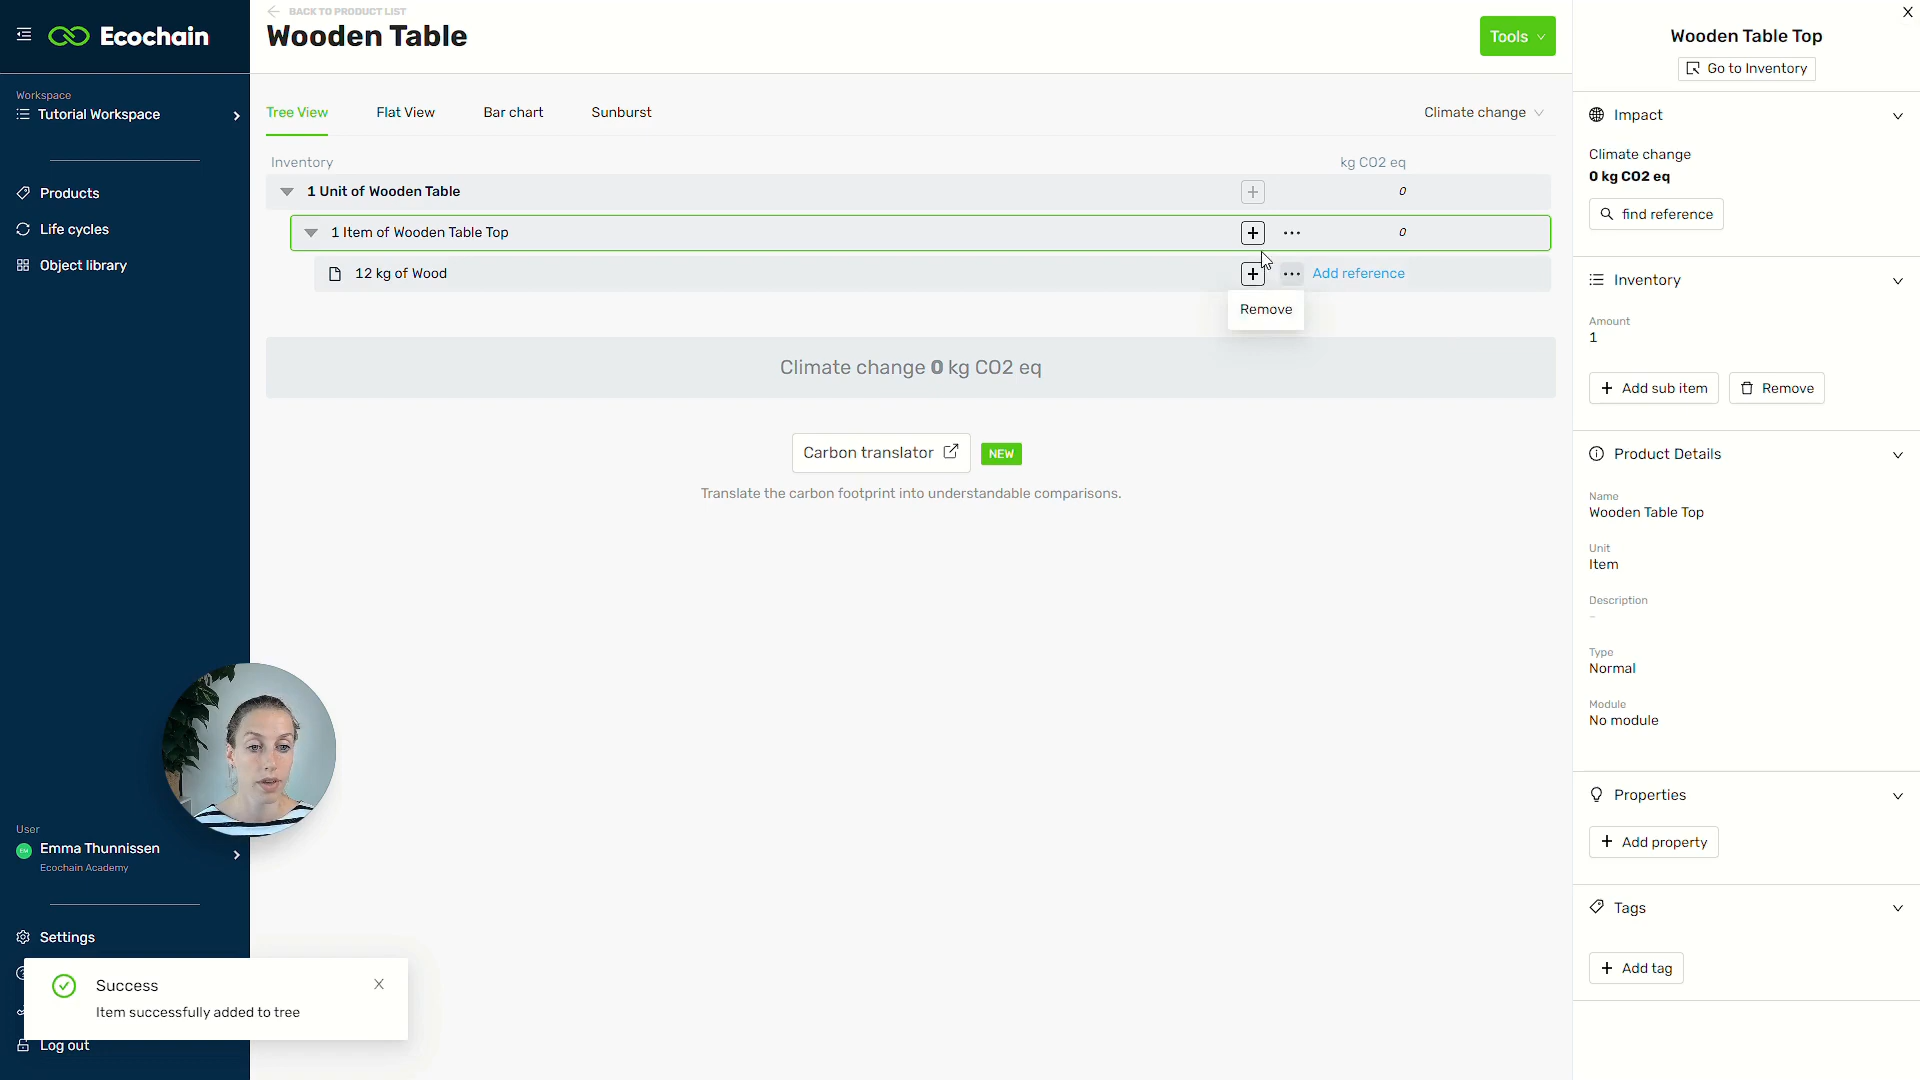 Ecochain
Workspace
Tutorial Workspace
Products
Life cycles
Object library
User
EM
Emma Thunnissen
Ecochain Academy
Settings
Log out
Success
Item successfully added to tree
BACK TO PRODUCT LIST
Wooden Table
Tools
Tree View
Flat View
Bar chart
Sunburst
Climate change
Inventory
kg CO2 eq
1 Unit of Wooden Table
0
1 Item of Wooden Table Top
0
12 kg of Wood
Add reference
Remove
Climate change 0 kg CO2 eq
Carbon translator
NEW
Translate the carbon footprint into understandable comparisons.
Wooden Table Top
Go to Inventory
Impact
Climate change
0 kg CO2 eq
find reference
Inventory
Amount
1
Add sub item
Remove
Product Details
Name
Wooden Table Top
Unit
Item
Description
-
Type
Normal
Module
No module
Properties
Add property
Tags
Add tag